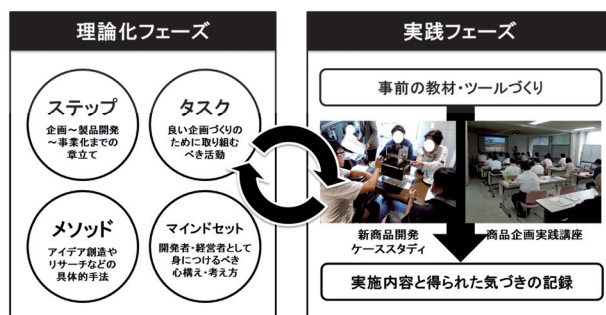 理論化フェーズ
ステップ
企画～製品開発
～事業化までの
章立て
タスク
良い企画づくりの
ために取り組む
べき活動
メソッド
アイデア創造や
リサーチなどの
具体的手法
マインドセット
開発者・経営者として
身につけるべき
心構え・考え方
実践フェーズ
事前の教材・ツールづくり
新商品開発
ケーススタディ
商品企画実践講座
実施内容と得られた気づきの記録